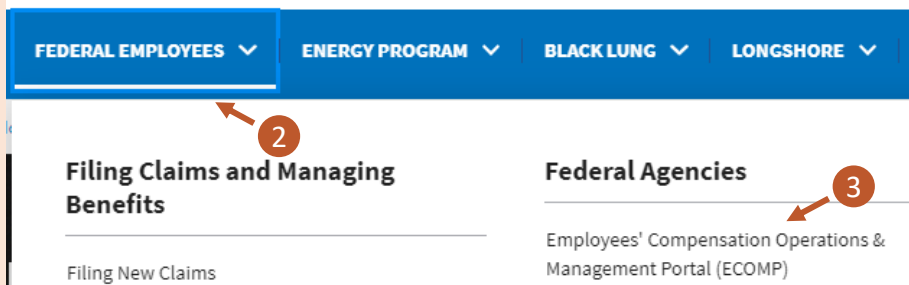 FEDERAL EMPLOYEES ENERGY PROGRAM BLACK LUNG LONGSHORE
2
Filing Claims and Managing
Benefits
Filing New Claims
Federal Agencies
3
Employees' Compensation Operations &
Management Portal (ECOMP)